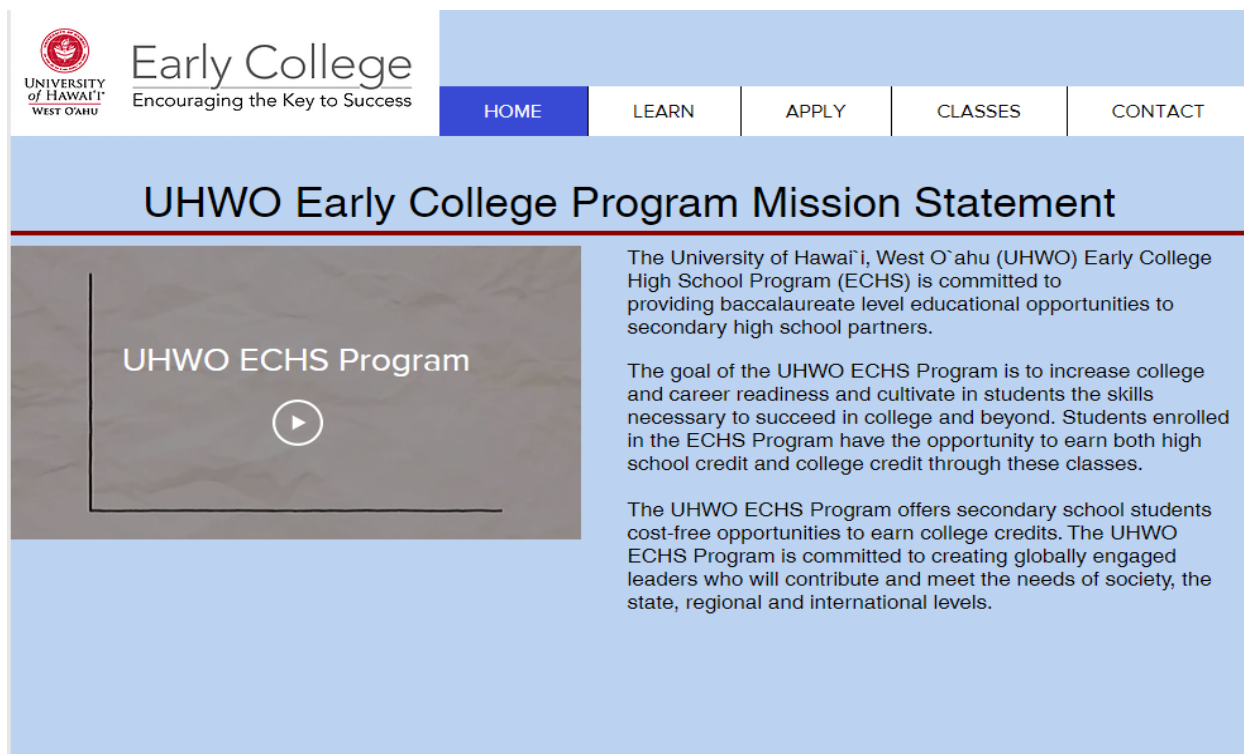 UNIVERSITY
of HAWAI'I®
WEST O'AHU
Early College
Encouraging the Key to Success
HOME
LEARN
APPLY
CLASSES
CONTACT
UHWO Early College Program Mission Statement
UHWO ECHS Program
The University of Hawai`i, West O`ahu (UHWO) Early College
High School Program (ECHS) is committed to
providing baccalaureate level educational opportunities to
secondary high school partners.
The goal of the UHWO ECHS Program is to increase college
and career readiness and cultivate in students the skills
necessary to succeed in college and beyond. Students enrolled
in the ECHS Program have the opportunity to earn both high
school credit and college credit through these classes.
The UHWO ECHS Program offers secondary school students
cost-free opportunities to earn college credits. The UHWO
ECHS Program is committed to creating globally engaged
leaders who will contribute and meet the needs of society, the
state, regional and international levels.